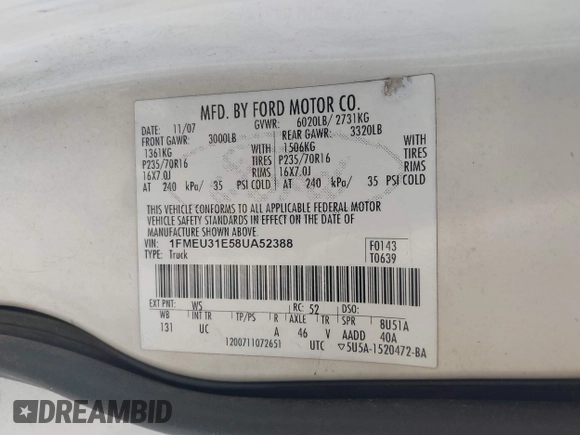 MFD. BY FORD MOTOR CO.
DATE: 11/07 GVWR: 6020LB/ 2731KG
FRONT GAWR: 3000LB REAR GAWR: 3320LB
1361KG WITH 1506KG WITH
P235/70R16 TIRES P235/70R16 TIRES
16X7.0J RIMS 16X7.0J RIMS
AT 240 kPa/ 35 PSI COLD AT 240 kPa/ 35 PSI COLD
THIS VEHICLE CONFORMS TO ALL APPLICABLE FEDERAL MOTOR
VEHICLE SAFETY STANDARDS IN EFFECT ON THE DATE OF
MANUFACTURE SHOWN ABOVE.
VIN: 1FMEU31E58UA52388 F0143
TYPE: Truck T0639
EXT PNT: WS RC: 52 DSO:
WB INT TR TP/PS R AXLE TR SPR 8U51A
131 UC A 46 V AADD 40A
1200711072651 UTC ▽5U5A-1520472-BA
DREAMBID